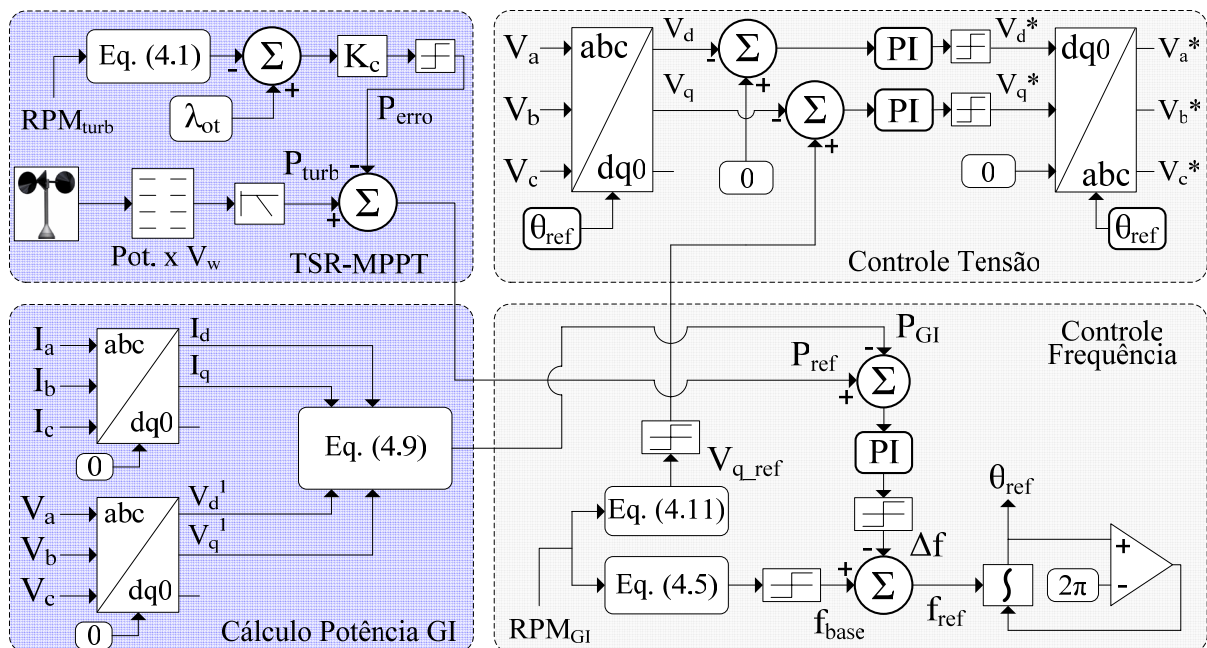 Eq. (4.1)
-
Σ
+
K_c
RPM_turb
λ_ot
P_erro
P_turb
-
+
Σ
Pot. x V_w
TSR-MPPT
V_a
V_b
V_c
abc
dq0
θ_ref
V_d
V_q
-
Σ
+
-
Σ
+
0
PI
PI
V_d*
V_q*
0
dq0
abc
θ_ref
V_a*
V_b*
V_c*
Controle Tensão
I_a
I_b
I_c
abc
dq0
0
I_d
I_q
Eq. (4.9)
V_a
V_b
V_c
abc
dq0
0
V_d^1
V_q^1
Cálculo Potência GI
Controle
Frequência
P_GI
P_ref
-
+
Σ
PI
V_q_ref
Eq. (4.11)
Eq. (4.5)
RPM_GI
Δf
-
+
Σ
f_base
f_ref
θ_ref
∫
2π
+
-